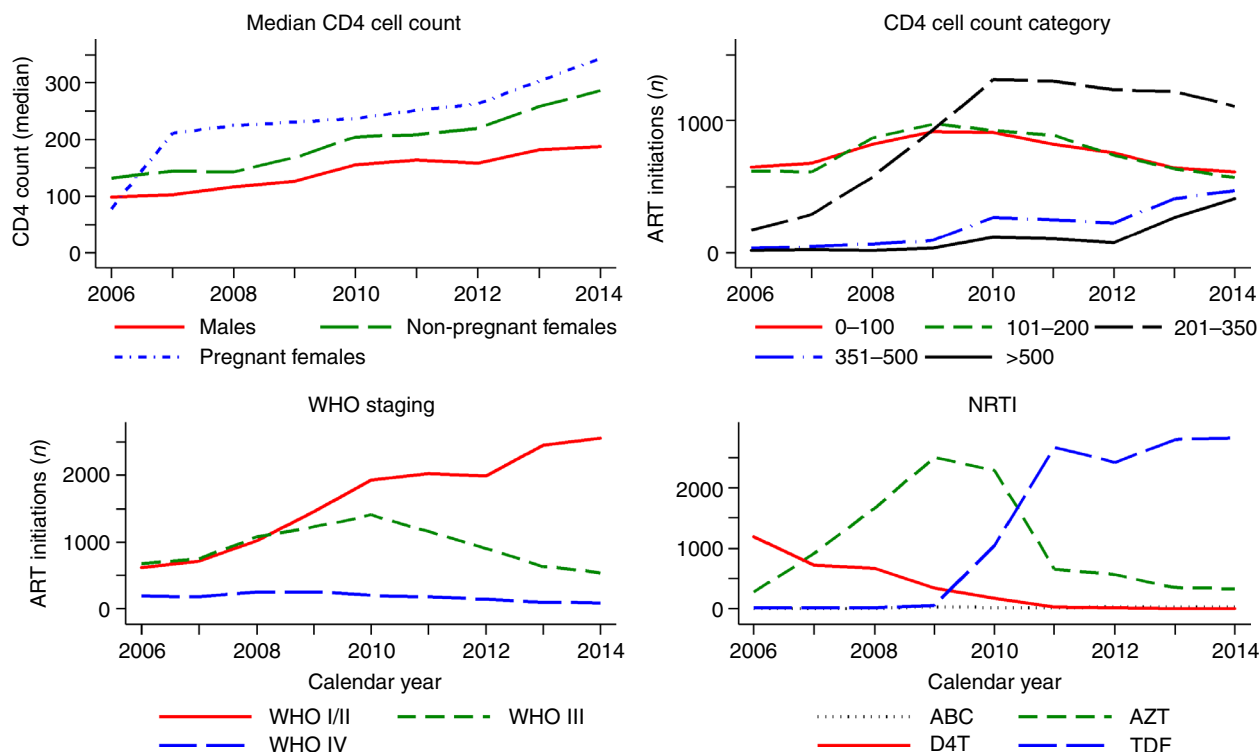 Median CD4 cell count
CD4 count (median)
300
200
100
0
2006 2008 2010 2012 2014
Males Non-pregnant females
Pregnant females
CD4 cell count category
ART initiations (n)
1000
0
2006 2008 2010 2012 2014
0–100 101–200 201–350
351–500 >500
WHO staging
ART initiations (n)
2000
1000
0
2006 2008 2010 2012 2014
Calendar year
WHO I/II WHO III
WHO IV
NRTI
2000
1000
0
2006 2008 2010 2012 2014
Calendar year
ABC AZT
D4T TDF